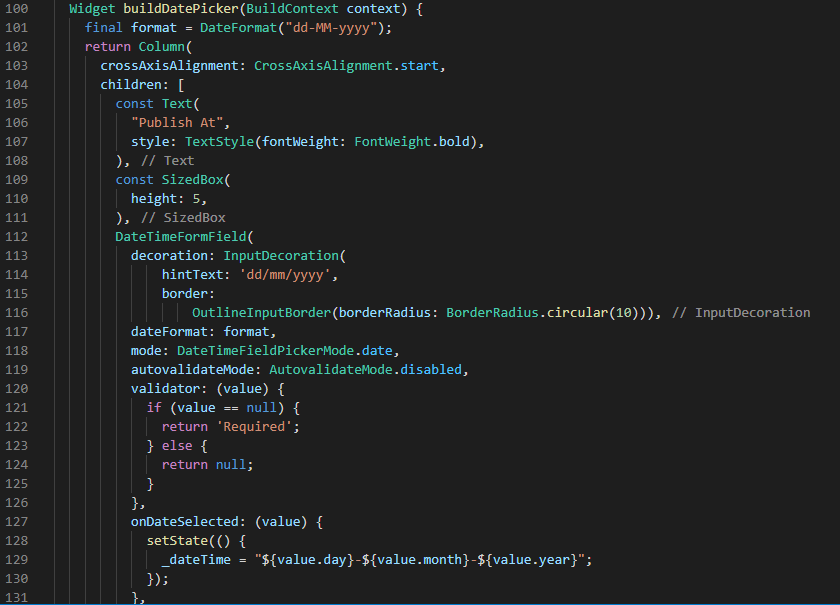 100 Widget buildDatePicker(BuildContext context) {
101 final format = DateFormat("dd-MM-yyyy");
102 return Column(
103 crossAxisAlignment: CrossAxisAlignment.start,
104 children: [
105 const Text(
106 "Publish At",
107 style: TextStyle(fontWeight: FontWeight.bold),
108 ), // Text
109 const SizedBox(
110 height: 5,
111 ), // SizedBox
112 DateTimeFormField(
113 decoration: InputDecoration(
114 hintText: 'dd/mm/yyyy',
115 border:
116 OutlineInputBorder(borderRadius: BorderRadius.circular(10))), // InputDecoration
117 dateFormat: format,
118 mode: DateTimeFieldPickerMode.date,
119 autovalidateMode: AutovalidateMode.disabled,
120 validator: (value) {
121 if (value == null) {
122 return 'Required';
123 } else {
124 return null;
125 }
126 },
127 onDateSelected: (value) {
128 setState(() {
129 _dateTime = "${value.day}-${value.month}-${value.year}";
130 });
131 },